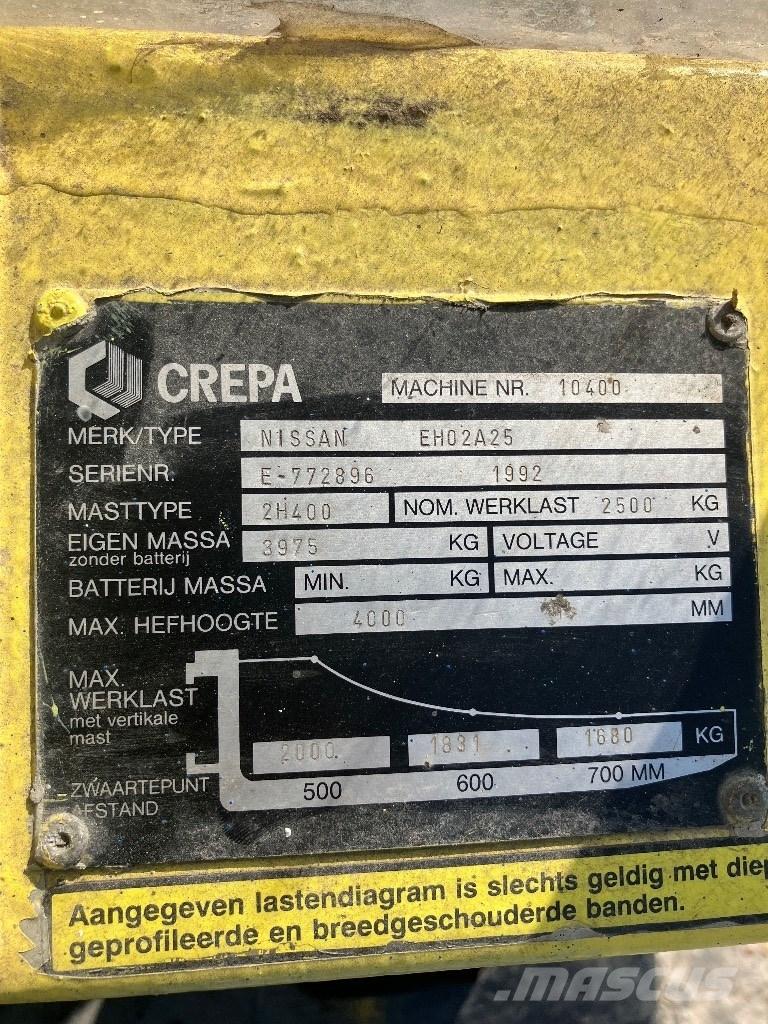 CREPA
MACHINE NR. 10400
MERK/TYPE NISSAN EH02A25
SERIENR. E-772896 1992
MASTTYPE 2H400 NOM. WERKLAST 2500 KG
EIGEN MASSA 3975 KG VOLTAGE V
zonder batterij
BATTERIJ MASSA MIN. KG MAX. KG
MAX. HEFHOOGTE 4000 MM
MAX.
WERKLAST
met vertikale
mast
2000 1831 1680 KG
ZWAARTEPUNT
AFSTAND
500 600 700 MM
Aangegeven lastendiagram is slechts geldig met diep
geprofileerde en breedgeschouderde banden.
MASCUS